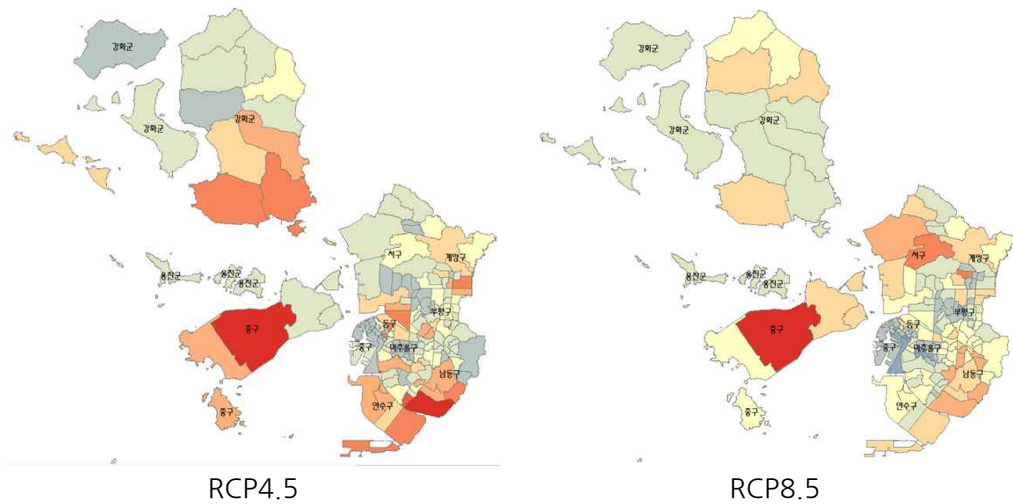 강화군
강화군
강화군
서구
계양구
옹진군
옹진군
옹진군
부평구
동구
중구
중구
미추홀구
남동구
연수구
중구
강화군
강화군
강화군
서구
계양구
옹진군
옹진군
옹진군
부평구
동구
중구
중구
미추홀구
남동구
연수구
중구
RCP4.5
RCP8.5